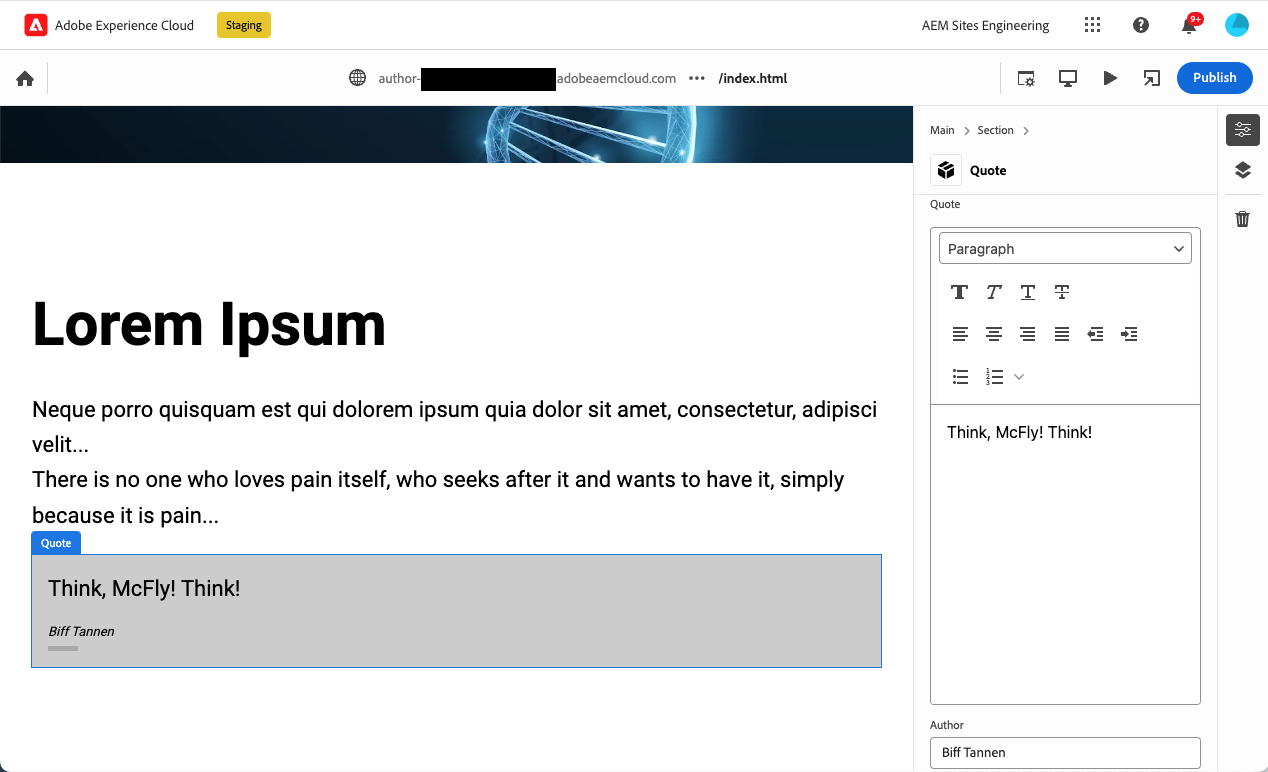 Adobe Experience Cloud Staging AEM Sites Engineering 9+
author- .adobeaemcloud.com ••• /index.html Publish
Main > Section >
Quote
Quote
Paragraph
T T T T
1 2 3
Think, McFly! Think!
Author
Biff Tannen
Lorem Ipsum
Neque porro quisquam est qui dolorem ipsum quia dolor sit amet, consectetur, adipisci
velit...
There is no one who loves pain itself, who seeks after it and wants to have it, simply
because it is pain...
Quote
Think, McFly! Think!
Biff Tannen